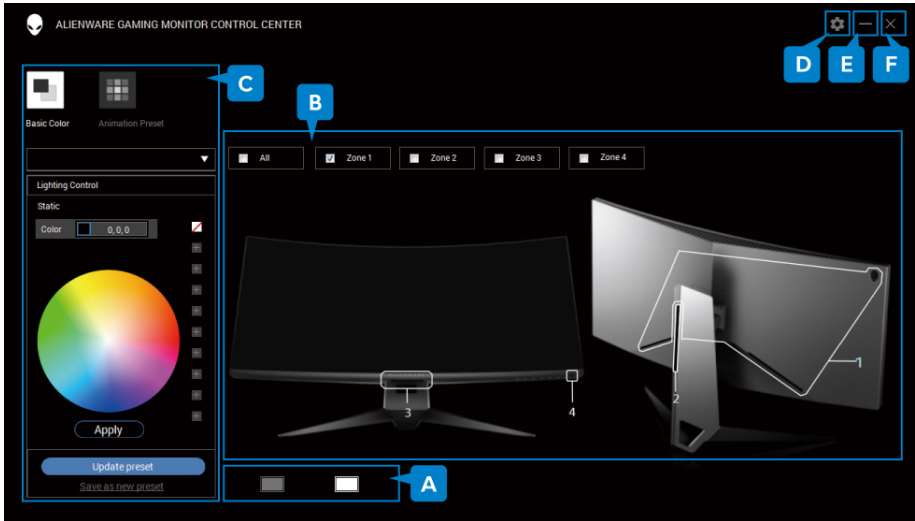 ALIENWARE GAMING MONITOR CONTROL CENTER
D E F
C
B
Basic Color Animation Preset
All Zone 1 Zone 2 Zone 3 Zone 4
Lighting Control
Static
Color 0, 0, 0
1
2
3 4
Apply
Update preset
Save as new preset
A